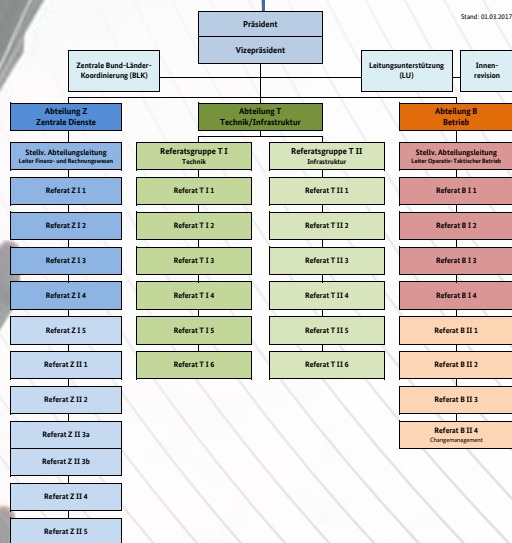 Stand: 01.03.2017
Präsident
Vizepräsident
Zentrale Bund-Länder-
Koordinierung (BLK)
Leitungsunterstützung
(LU)
Innen-
revision
Abteilung Z
Zentrale Dienste
Stellv. Abteilungsleitung
Leiter Finanz- und Rechnungswesen
Referat Z I 1
Referat Z I 2
Referat Z I 3
Referat Z I 4
Referat Z I 5
Referat Z II 1
Referat Z II 2
Referat Z II 3a
Referat Z II 3b
Referat Z II 4
Referat Z II 5
Abteilung T
Technik/Infrastruktur
Referatsgruppe T I
Technik
Referat T I 1
Referat T I 2
Referat T I 3
Referat T I 4
Referat T I 5
Referat T I 6
Referatsgruppe T II
Infrastruktur
Referat T II 1
Referat T II 2
Referat T II 3
Referat T II 4
Referat T II 5
Referat T II 6
Abteilung B
Betrieb
Stellv. Abteilungsleitung
Leiter Operativ-Taktischer Betrieb
Referat B I 1
Referat B I 2
Referat B I 3
Referat B I 4
Referat B II 1
Referat B II 2
Referat B II 3
Referat B II 4
Changemanagement